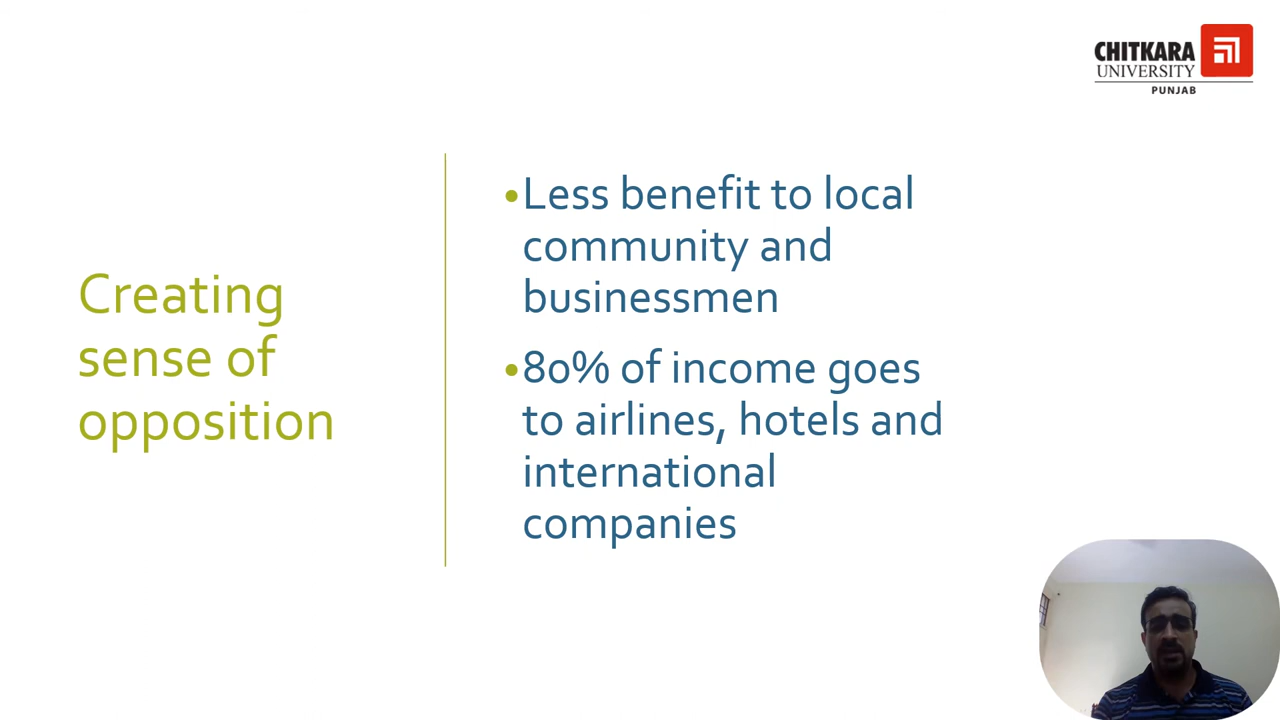 CHITKARA
UNIVERSITY
PUNJAB
Creating
sense of
opposition
•Less benefit to local
community and
businessmen
•80% of income goes
to airlines, hotels and
international
companies